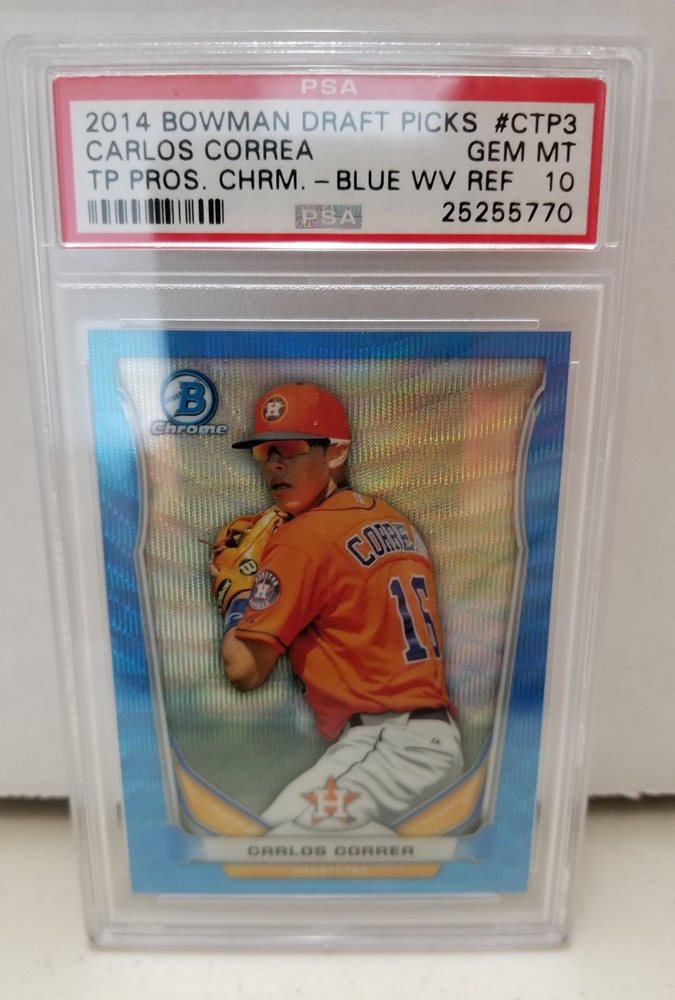 PSA
2014 BOWMAN DRAFT PICKS #CTP3
CARLOS CORREA GEM MT
TP PROS. CHRM. – BLUE WV REF 10
PSA 25255770
B
Chrome
H
CORREA
16
H
CARLOS CORREA